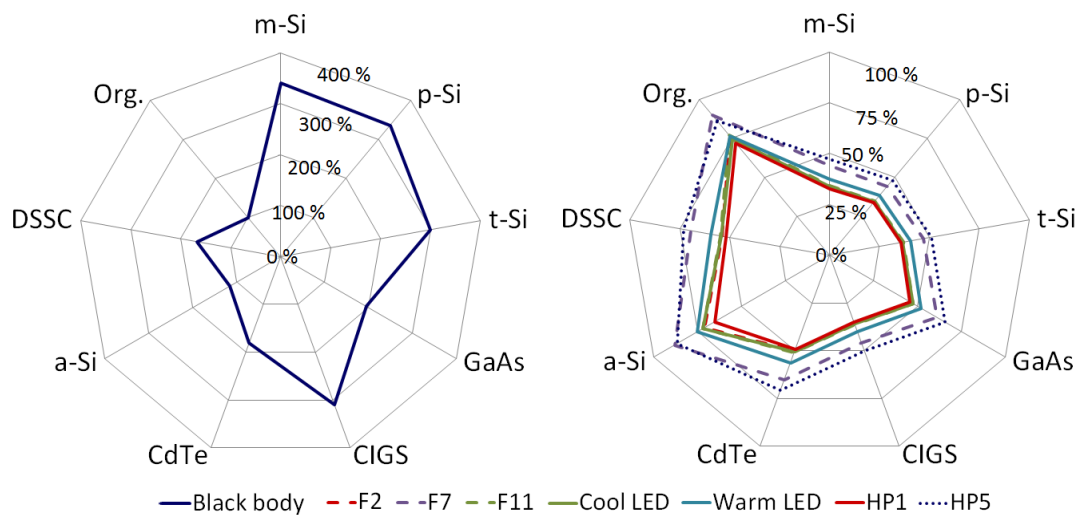 m-Si
400 %
p-Si
300 %
Org.
200 %
DSSC
100 %
t-Si
0 %
a-Si
GaAs
CdTe
CIGS
m-Si
100 %
p-Si
75 %
Org.
50 %
DSSC
25 %
t-Si
0 %
a-Si
GaAs
CdTe
CIGS
Black body F2 F7 F11 Cool LED Warm LED HP1 HP5